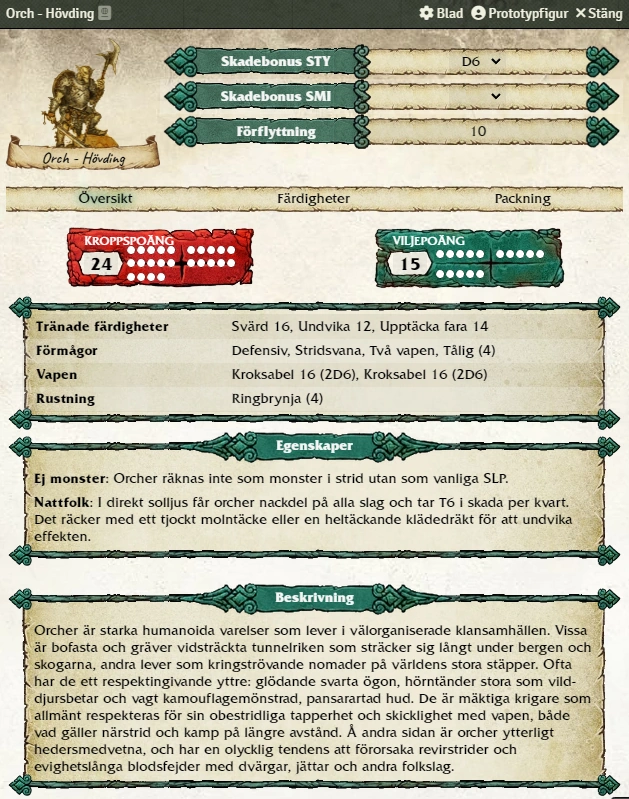 Orch - Hövding
Blad Prototypfigur Stäng
Skadebonus STY D6
Skadebonus SMI
Förflyttning 10
Orch - Hövding
Översikt Färdigheter Packning
KROPPSPOÄNG
24
VILJEPOÄNG
15
Tränade färdigheter Svärd 16, Undvika 12, Upptäcka fara 14
Förmågor Defensiv, Stridsvana, Två vapen, Tålig (4)
Vapen Kroksabel 16 (2D6), Kroksabel 16 (2D6)
Rustning Ringbrynja (4)
Egenskaper
Ej monster: Orcher räknas inte som monster i strid utan som vanliga SLP.
Nattfolk: I direkt solljus får orcher nackdel på alla slag och tar T6 i skada per kvart.
Det räcker med ett tjockt molntäcke eller en heltäckande klädedräkt för att undvika
effekten.
Beskrivning
Orcher är starka humanoida varelser som lever i välorganiserade klansamhällen. Vissa
är bofasta och gräver vidsträckta tunnelriken som sträcker sig långt under bergen och
skogarna, andra lever som kringströvande nomader på världens stora stäpper. Ofta
har de ett respektingivande yttre: glödande svarta ögon, hörntänder stora som vild-
djursbetar och vagt kamouflagemönstrad, pansarartad hud. De är mäktiga krigare som
allmänt respekteras för sin obestridliga tapperhet och skicklighet med vapen, både
vad gäller närstrid och kamp på längre avstånd. Å andra sidan är orcher ytterligt
hedersmedvetna, och har en olycklig tendens att förorsaka revirstrider och
evighetslånga blodsfejder med dvärgar, jättar och andra folkslag.